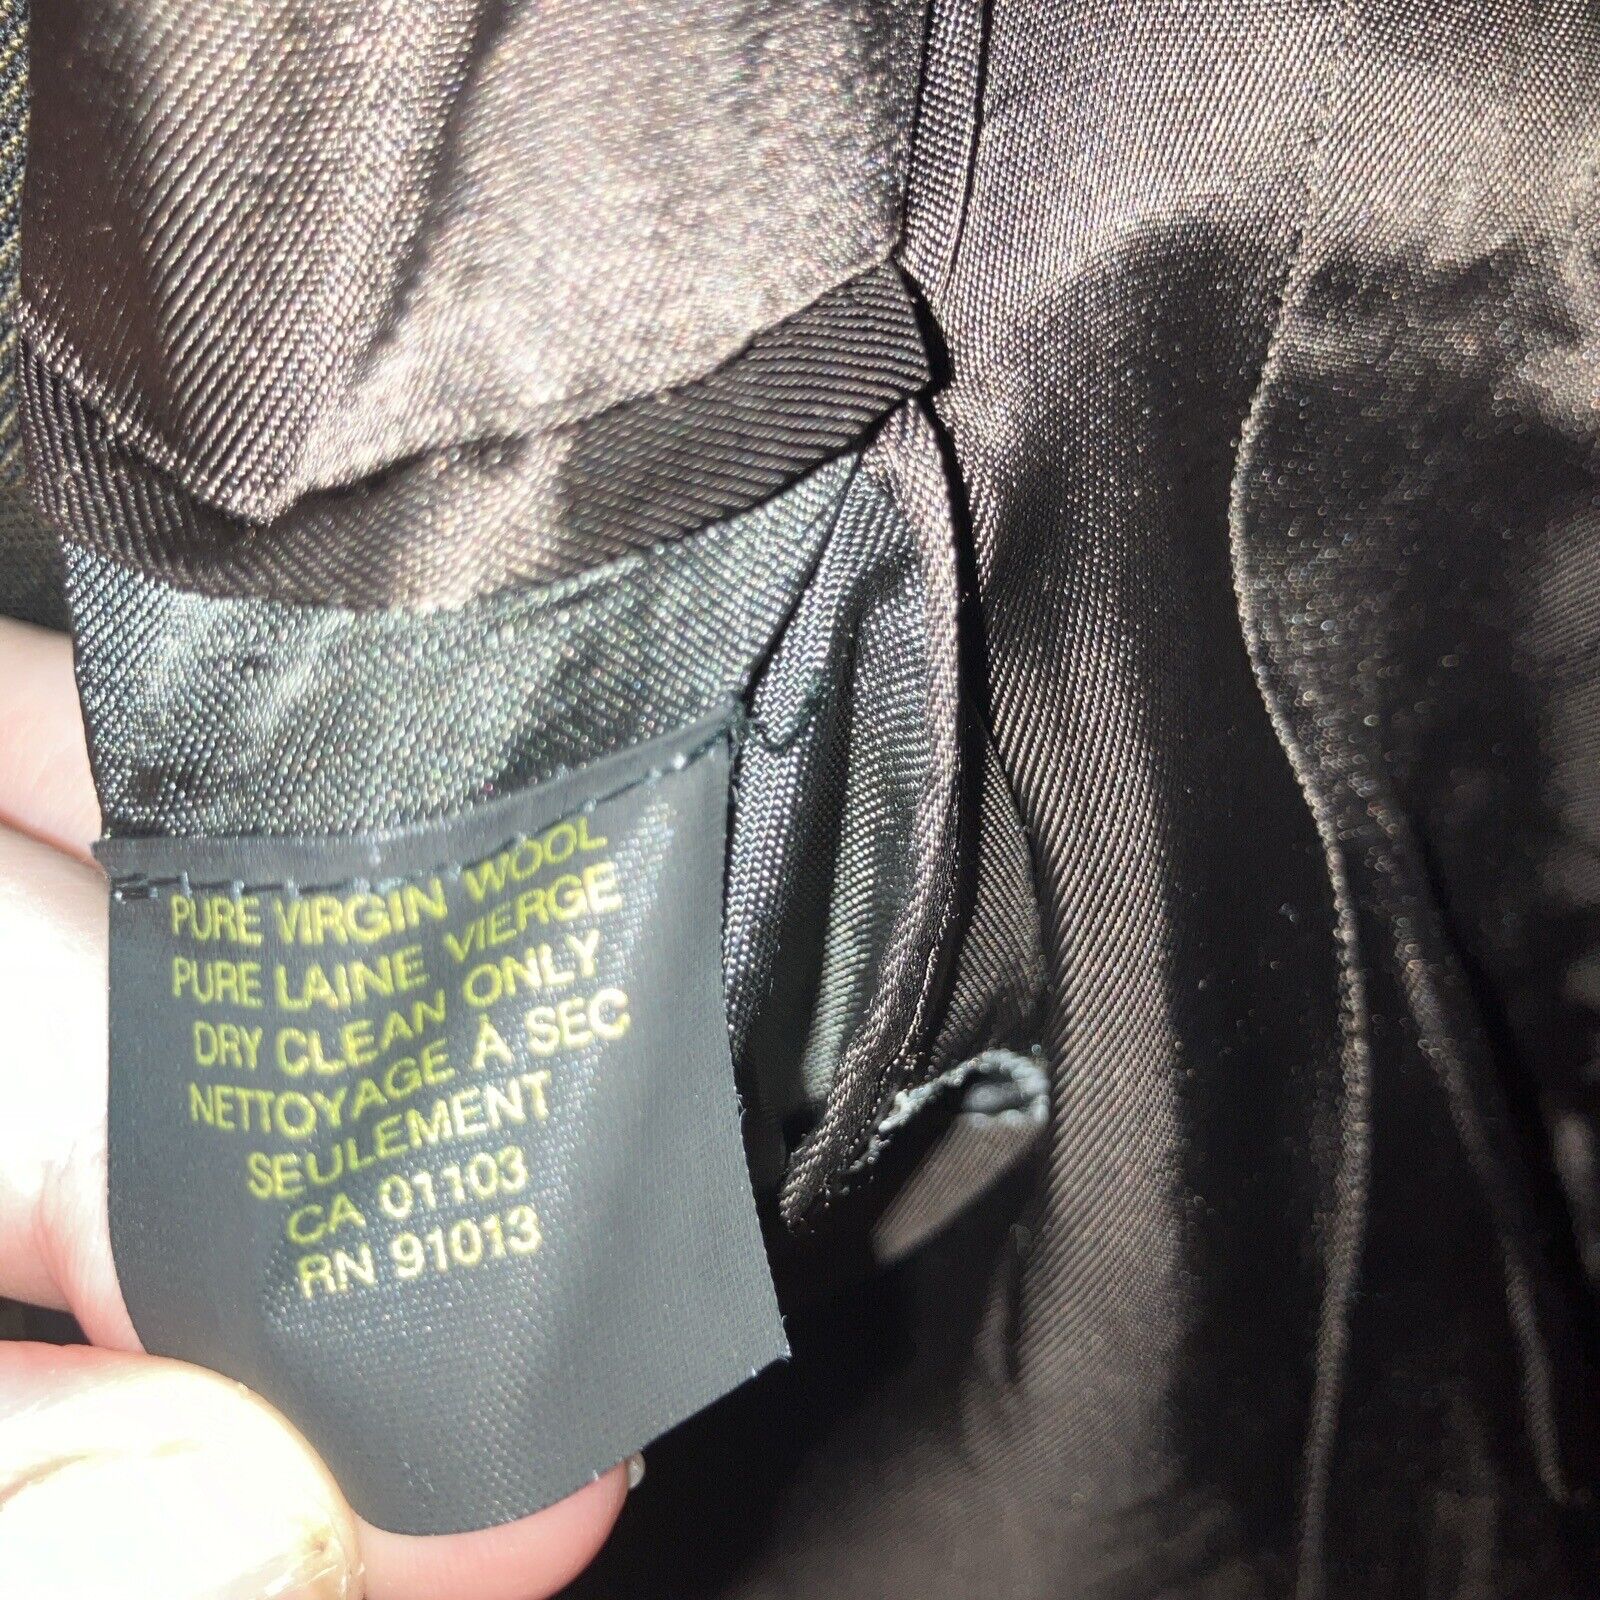 PURE VIRGIN WOOL
PURE LAINE VIERGE
DRY CLEAN ONLY
NETTOYAGE À SEC
SEULEMENT
CA 01103
RN 91013